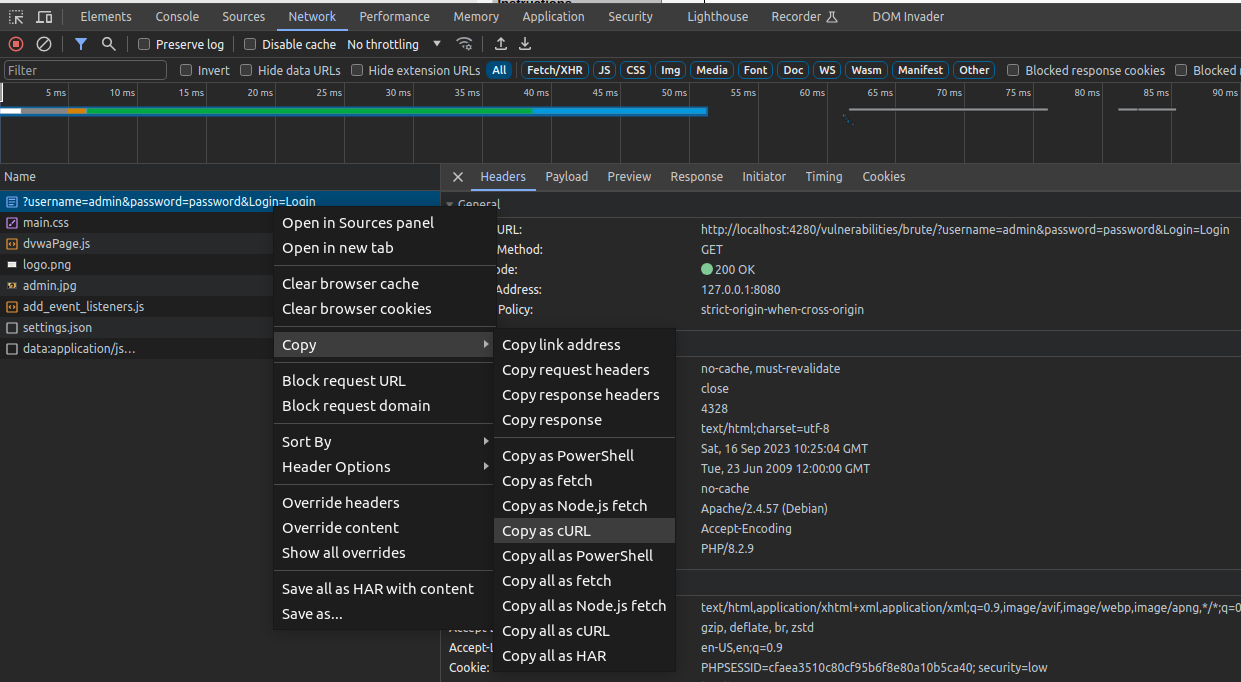 Instructions
Elements Console Sources Network Performance Memory Application Security Lighthouse Recorder DOM Invader
Preserve log Disable cache No throttling
Filter Invert Hide data URLs Hide extension URLs All Fetch/XHR JS CSS Img Media Font Doc WS Wasm Manifest Other Blocked response cookies Blocked
5 ms 10 ms 15 ms 20 ms 25 ms 30 ms 35 ms 40 ms 45 ms 50 ms 55 ms 60 ms 65 ms 70 ms 75 ms 80 ms 85 ms 90 ms
Name
?username=admin&password=password&Login=Login
main.css
dvwaPage.js
logo.png
admin.jpg
add_event_listeners.js
settings.json
data:application/js...
Open in Sources panel
Open in new tab
Clear browser cache
Clear browser cookies
Copy
Block request URL
Block request domain
Sort By
Header Options
Override headers
Override content
Show all overrides
Save all as HAR with content
Save as...
Copy link address
Copy request headers
Copy response headers
Copy response
Copy as PowerShell
Copy as fetch
Copy as Node.js fetch
Copy as cURL
Copy all as PowerShell
Copy all as fetch
Copy all as Node.js fetch
Copy all as cURL
Copy all as HAR
Headers Payload Preview Response Initiator Timing Cookies
General
URL: http://localhost:4280/vulnerabilities/brute/?username=admin&password=password&Login=Login
Method: GET
ode: 200 OK
Address: 127.0.0.1:8080
Policy: strict-origin-when-cross-origin
no-cache, must-revalidate
close
4328
text/html;charset=utf-8
Sat, 16 Sep 2023 10:25:04 GMT
Tue, 23 Jun 2009 12:00:00 GMT
no-cache
Apache/2.4.57 (Debian)
Accept-Encoding
PHP/8.2.9
text/html,application/xhtml+xml,application/xml;q=0.9,image/avif,image/webp,image/apng,*/*;q=0
gzip, deflate, br, zstd
Accept-L en-US,en;q=0.9
Cookie: PHPSESSID=cfaea3510c80cf95b6f8e80a10b5ca40; security=low